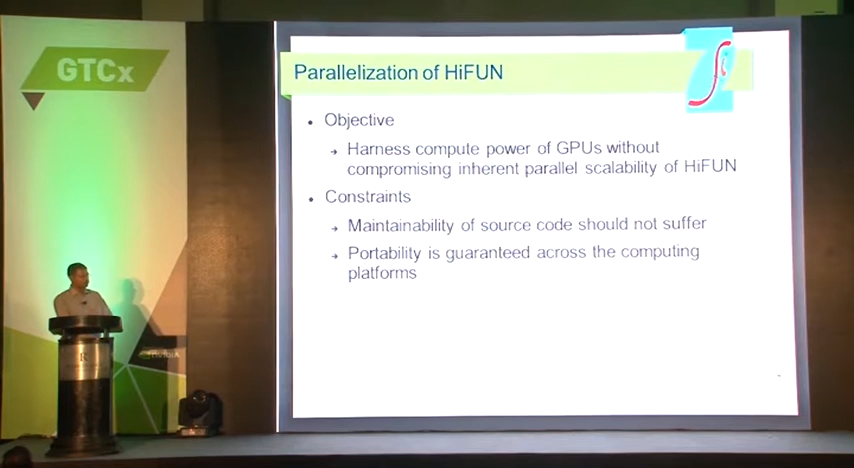 GTCx
Parallelization of HiFUN
Objective
Harness compute power of GPUs without
compromising inherent parallel scalability of HiFUN
Constraints
Maintainability of source code should not suffer
Portability is guaranteed across the computing
platforms
R